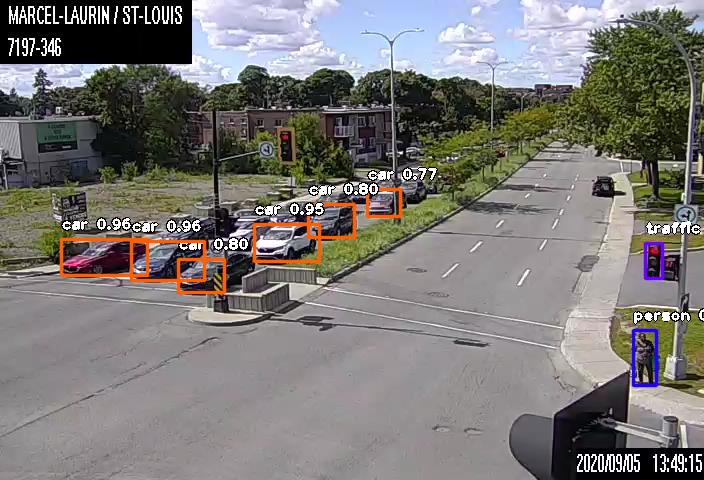 MARCEL-LAURIN / ST-LOUIS
7197-346
car 0.77
car 0.80
car 0.95
car 0.96
car 0.96
car 0.80
traffic
person 0
2020/09/05 13:49:15